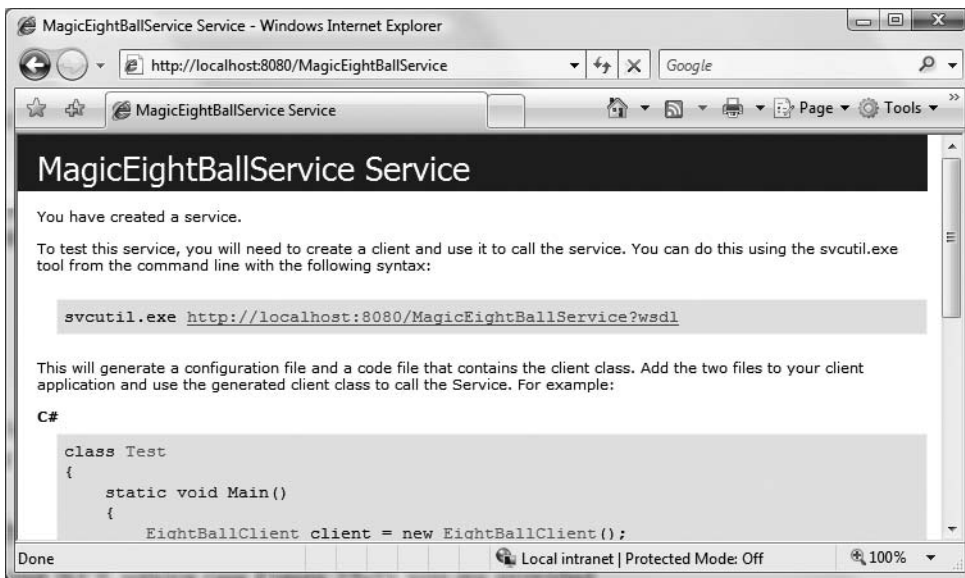 MagicEightBallService Service - Windows Internet Explorer
http://localhost:8080/MagicEightBallService
Google
MagicEightBallService Service
Page
Tools
MagicEightBallService Service
You have created a service.
To test this service, you will need to create a client and use it to call the service. You can do this using the svcutil.exe
tool from the command line with the following syntax:
svcutil.exe http://localhost:8080/MagicEightBallService?wsdl
This will generate a configuration file and a code file that contains the client class. Add the two files to your client
application and use the generated client class to call the Service. For example:
C#
class Test
{
static void Main()
{
EightBallClient client = new EightBallClient();
Done
Local intranet | Protected Mode: Off
100%